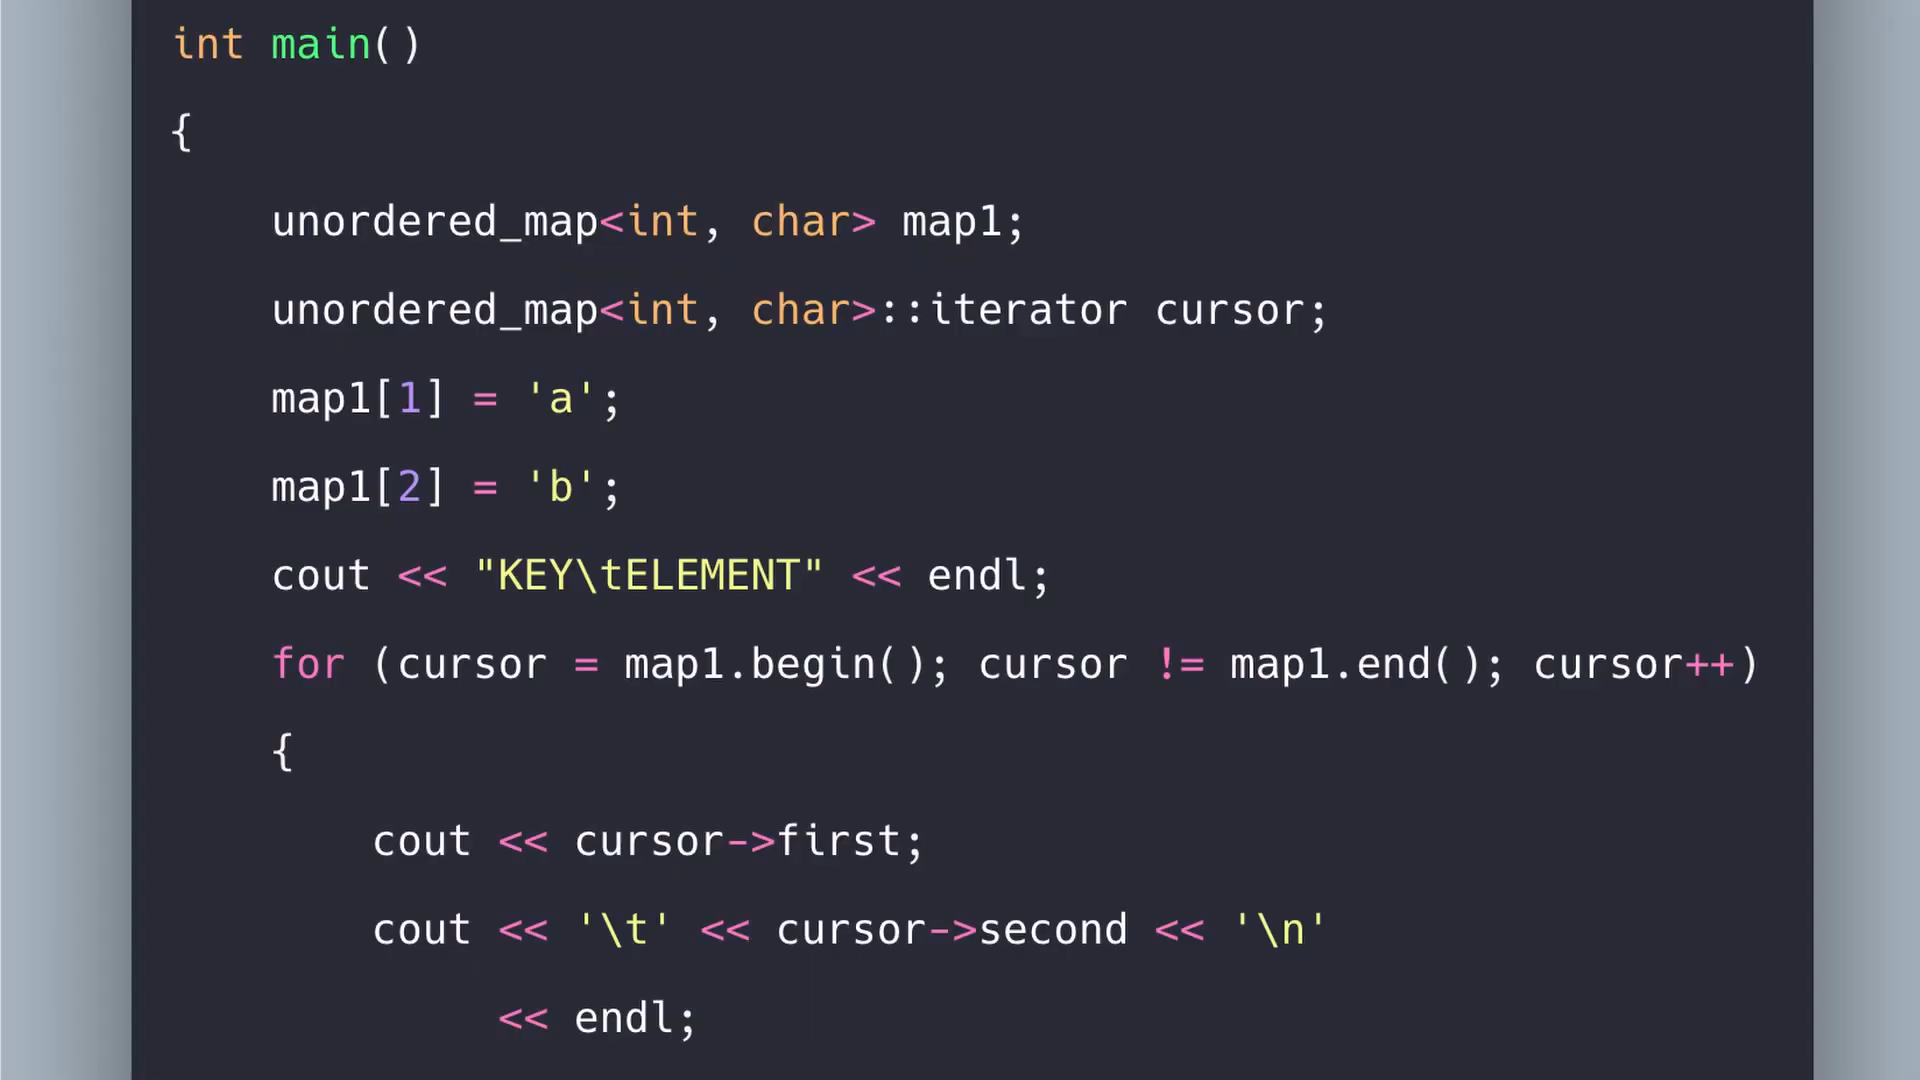 int main()
{
    unordered_map<int, char> map1;
    unordered_map<int, char>::iterator cursor;
    map1[1] = 'a';
    map1[2] = 'b';
    cout << "KEY\tELEMENT" << endl;
    for (cursor = map1.begin(); cursor != map1.end(); cursor++)
    {
        cout << cursor->first;
        cout << '\t' << cursor->second << '\n'
             << endl;